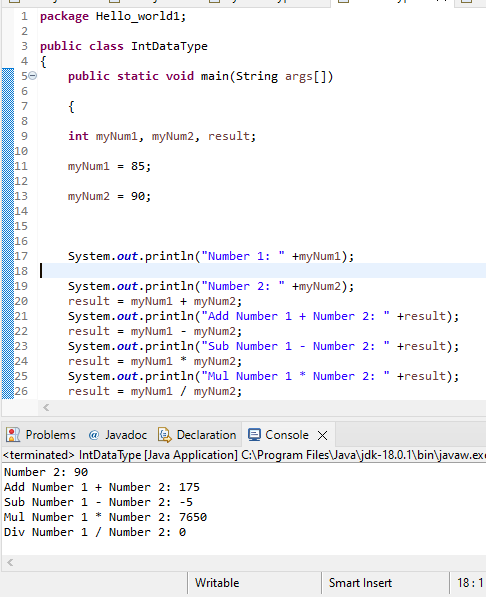 1 package Hello_world1;
2
3 public class IntDataType
4 {
5 public static void main(String args[])
6
7 {
8
9 int myNum1, myNum2, result;
10
11 myNum1 = 85;
12
13 myNum2 = 90;
14
15
16
17 System.out.println("Number 1: " +myNum1);
18
19 System.out.println("Number 2: " +myNum2);
20 result = myNum1 + myNum2;
21 System.out.println("Add Number 1 + Number 2: " +result);
22 result = myNum1 - myNum2;
23 System.out.println("Sub Number 1 - Number 2: " +result);
24 result = myNum1 * myNum2;
25 System.out.println("Mul Number 1 * Number 2: " +result);
26 result = myNum1 / myNum2;
Problems @ Javadoc Declaration Console
<terminated> IntDataType [Java Application] C:\Program Files\Java\jdk-18.0.1\bin\javaw.exe
Number 2: 90
Add Number 1 + Number 2: 175
Sub Number 1 - Number 2: -5
Mul Number 1 * Number 2: 7650
Div Number 1 / Number 2: 0
Writable Smart Insert 18 : 1